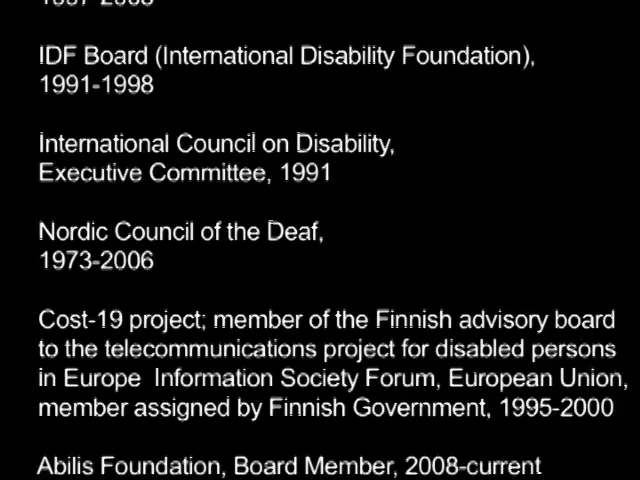 IDF Board (International Disability Foundation),
1991-1998
International Council on Disability,
Executive Committee, 1991
Nordic Council of the Deaf,
1973-2006
Cost-19 project; member of the Finnish advisory board
to the telecommunications project for disabled persons
in Europe  Information Society Forum, European Union,
member assigned by Finnish Government, 1995-2000
Abilis Foundation, Board Member, 2008-current